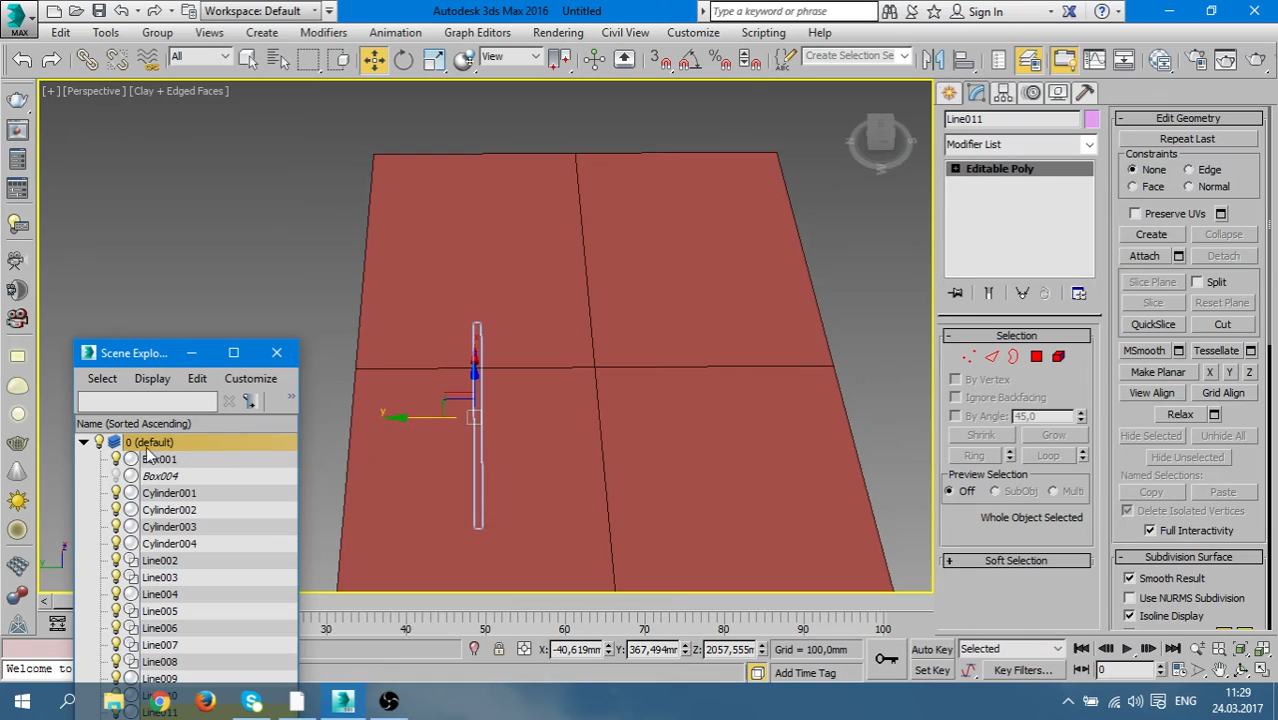 MAX
Workspace: Default
Autodesk 3ds Max 2016 Untitled
Type a keyword or phrase
Sign In
Edit Tools Group Views Create Modifiers Animation Graph Editors Rendering Civil View Customize Scripting Help
All
View
3
Create Selection Se
[+] [Perspective] [Clay + Edged Faces]
N
S
W
y
z
y
Line011
Modifier List
Editable Poly
Selection
By Vertex
Ignore Backfacing
By Angle: 45,0
Shrink Grow
Ring Loop
Preview Selection
Off SubObj Multi
Whole Object Selected
Soft Selection
Edit Geometry
Repeat Last
Constraints
None Edge
Face Normal
Preserve UVs
Create Collapse
Attach Detach
Slice Plane Split
Slice Reset Plane
QuickSlice Cut
MSmooth Tessellate
Make Planar X Y Z
View Align Grid Align
Relax
Hide Selected Unhide All
Hide Unselected
Named Selections:
Copy Paste
Delete Isolated Vertices
Full Interactivity
Subdivision Surface
Smooth Result
Use NURMS Subdivision
Isoline Display
Scene Explo...
Select Display Edit Customize
Name (Sorted Ascending)
0 (default)
Box001
Box004
Cylinder001
Cylinder002
Cylinder003
Cylinder004
Line002
Line003
Line004
Line005
Line006
Line007
Line008
Line009
Line011
30 40 50 60 70 80 90 100
X: -40,619mm Y: 367,494mm Z: 2057,555m Grid = 100,0mm
Add Time Tag
Auto Key Selected
Set Key Key Filters...
0
Welcome to
ENG
11:29
24.03.2017